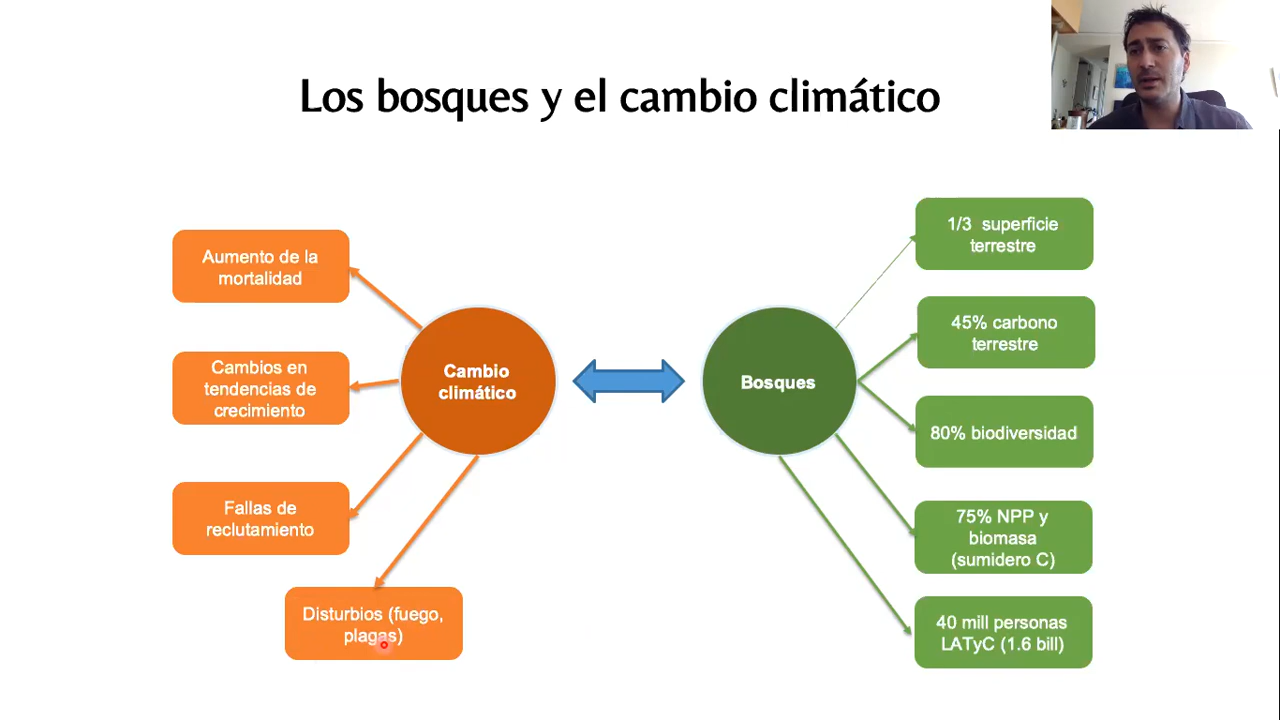 Los bosques y el cambio climático
Aumento de la
mortalidad
Cambios en
tendencias de
crecimiento
Fallas de
reclutamiento
Disturbios (fuego,
plagas)
Cambio
climático
Bosques
1/3 superficie
terrestre
45% carbono
terrestre
80% biodiversidad
75% NPP y
biomasa
(sumidero C)
40 mill personas
LATyC (1.6 bill)